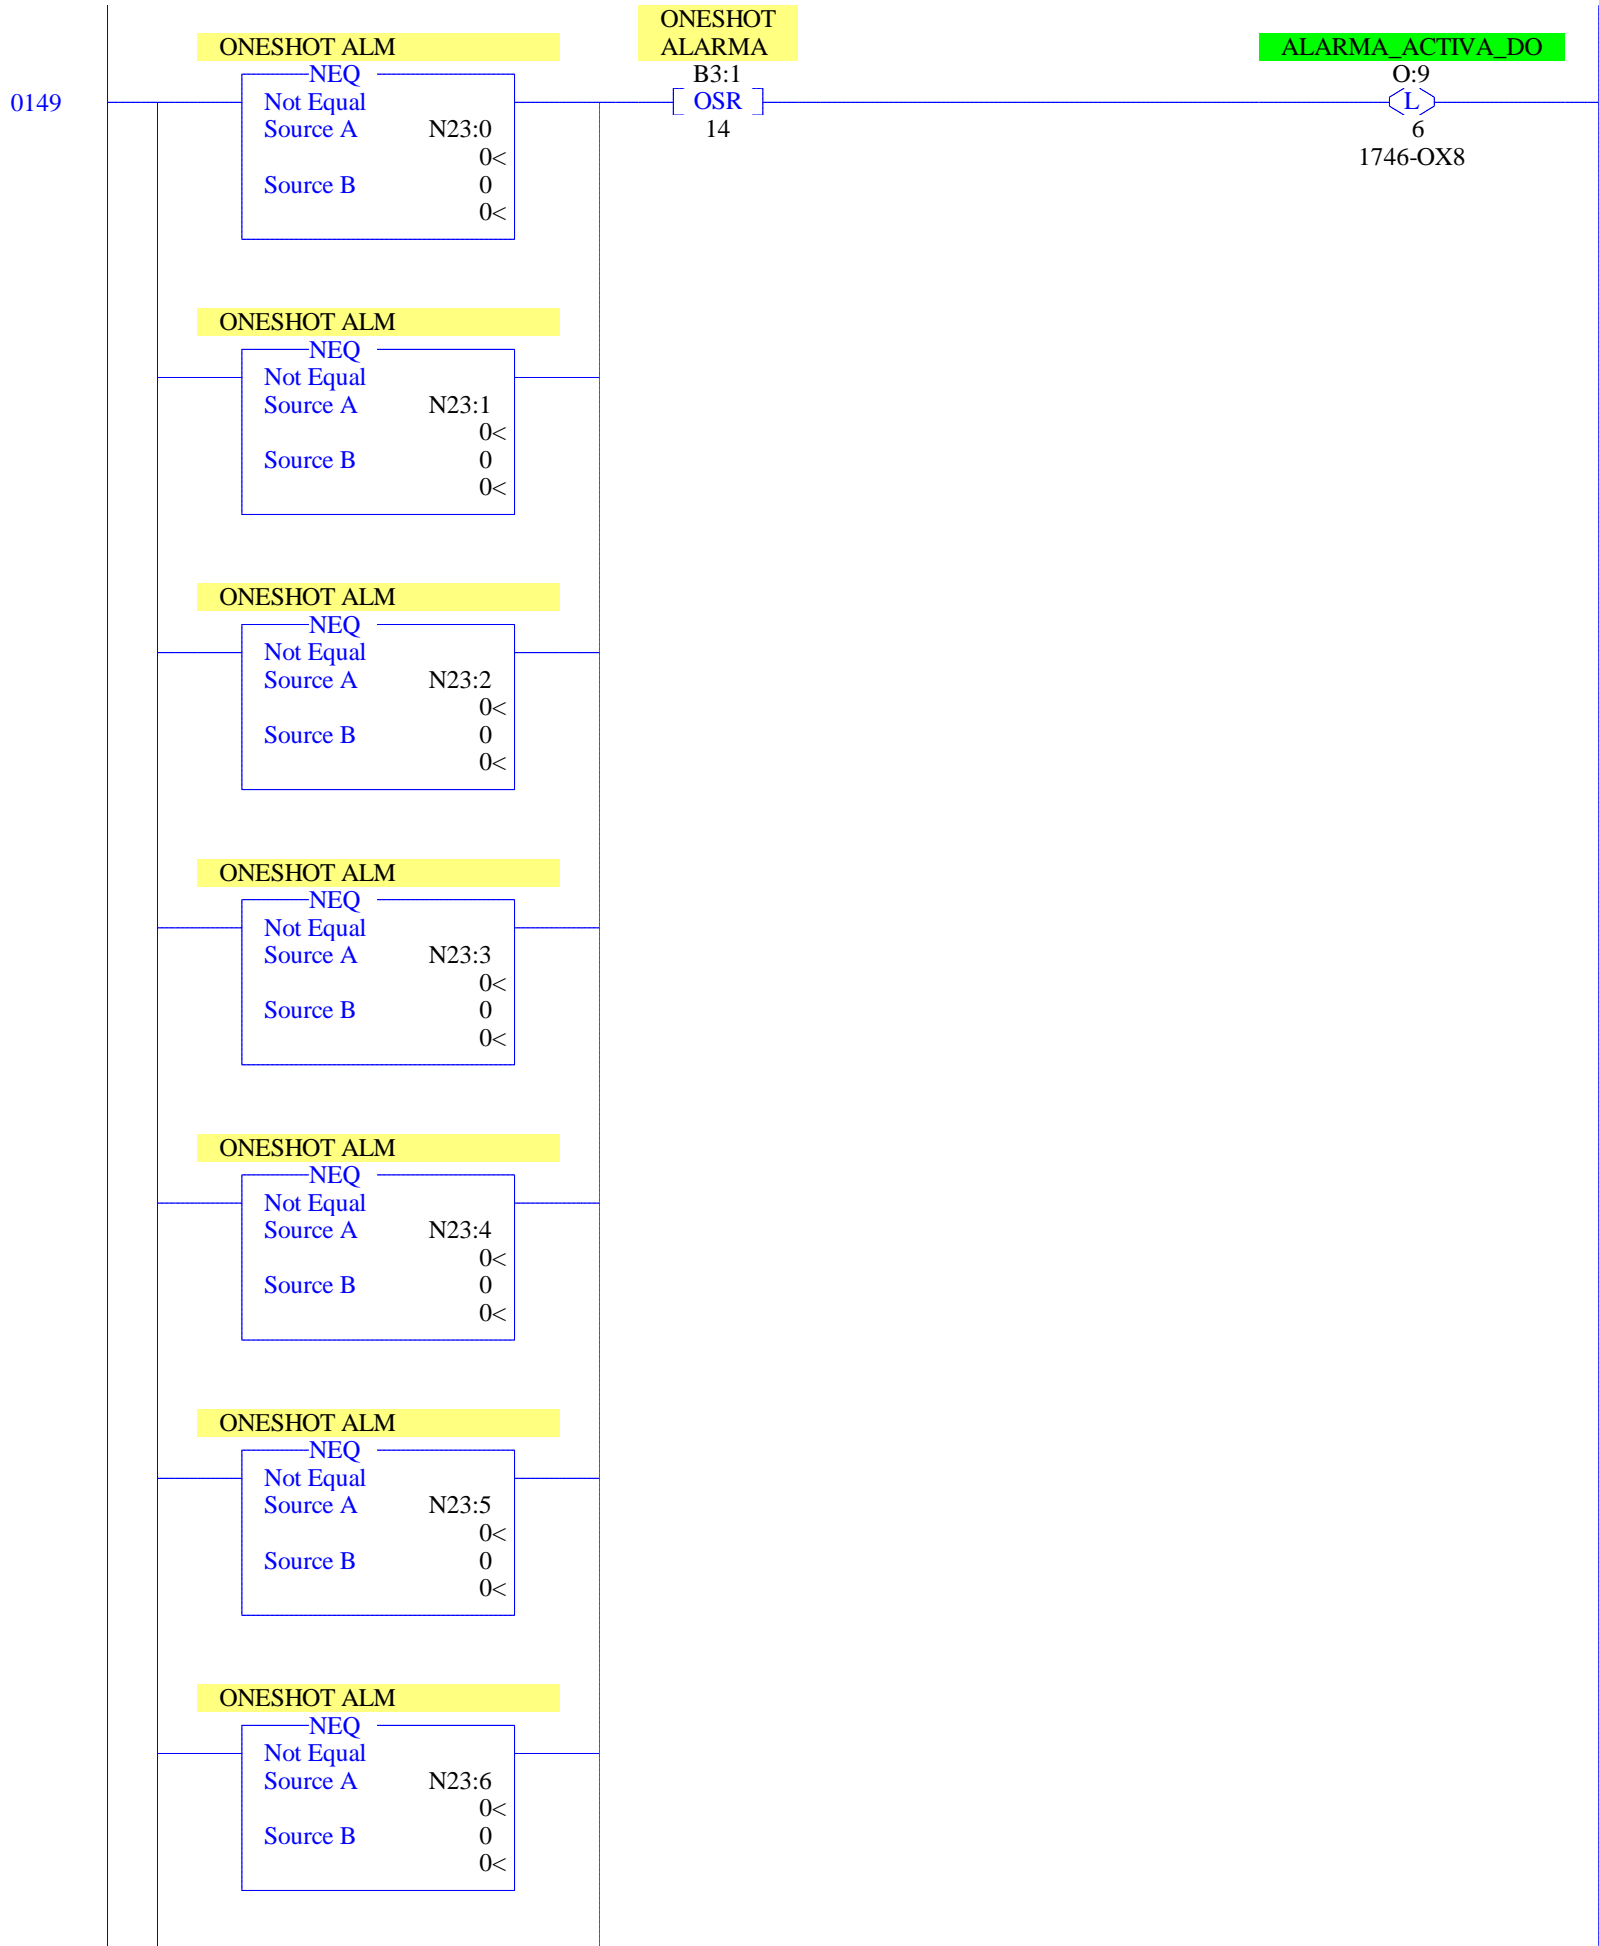 ONESHOT
ALARMA
ONESHOT ALM
ALARMA_ACTIVA_DO
NEQ
B3:1
O:9
0149
Not Equal
OSR
L
Source A N23:0
14
6
0<
1746-OX8
Source B 0
0<
ONESHOT ALM
NEQ
Not Equal
Source A N23:1
0<
Source B 0
0<
ONESHOT ALM
NEQ
Not Equal
Source A N23:2
0<
Source B 0
0<
ONESHOT ALM
NEQ
Not Equal
Source A N23:3
0<
Source B 0
0<
ONESHOT ALM
NEQ
Not Equal
Source A N23:4
0<
Source B 0
0<
ONESHOT ALM
NEQ
Not Equal
Source A N23:5
0<
Source B 0
0<
ONESHOT ALM
NEQ
Not Equal
Source A N23:6
0<
Source B 0
0<